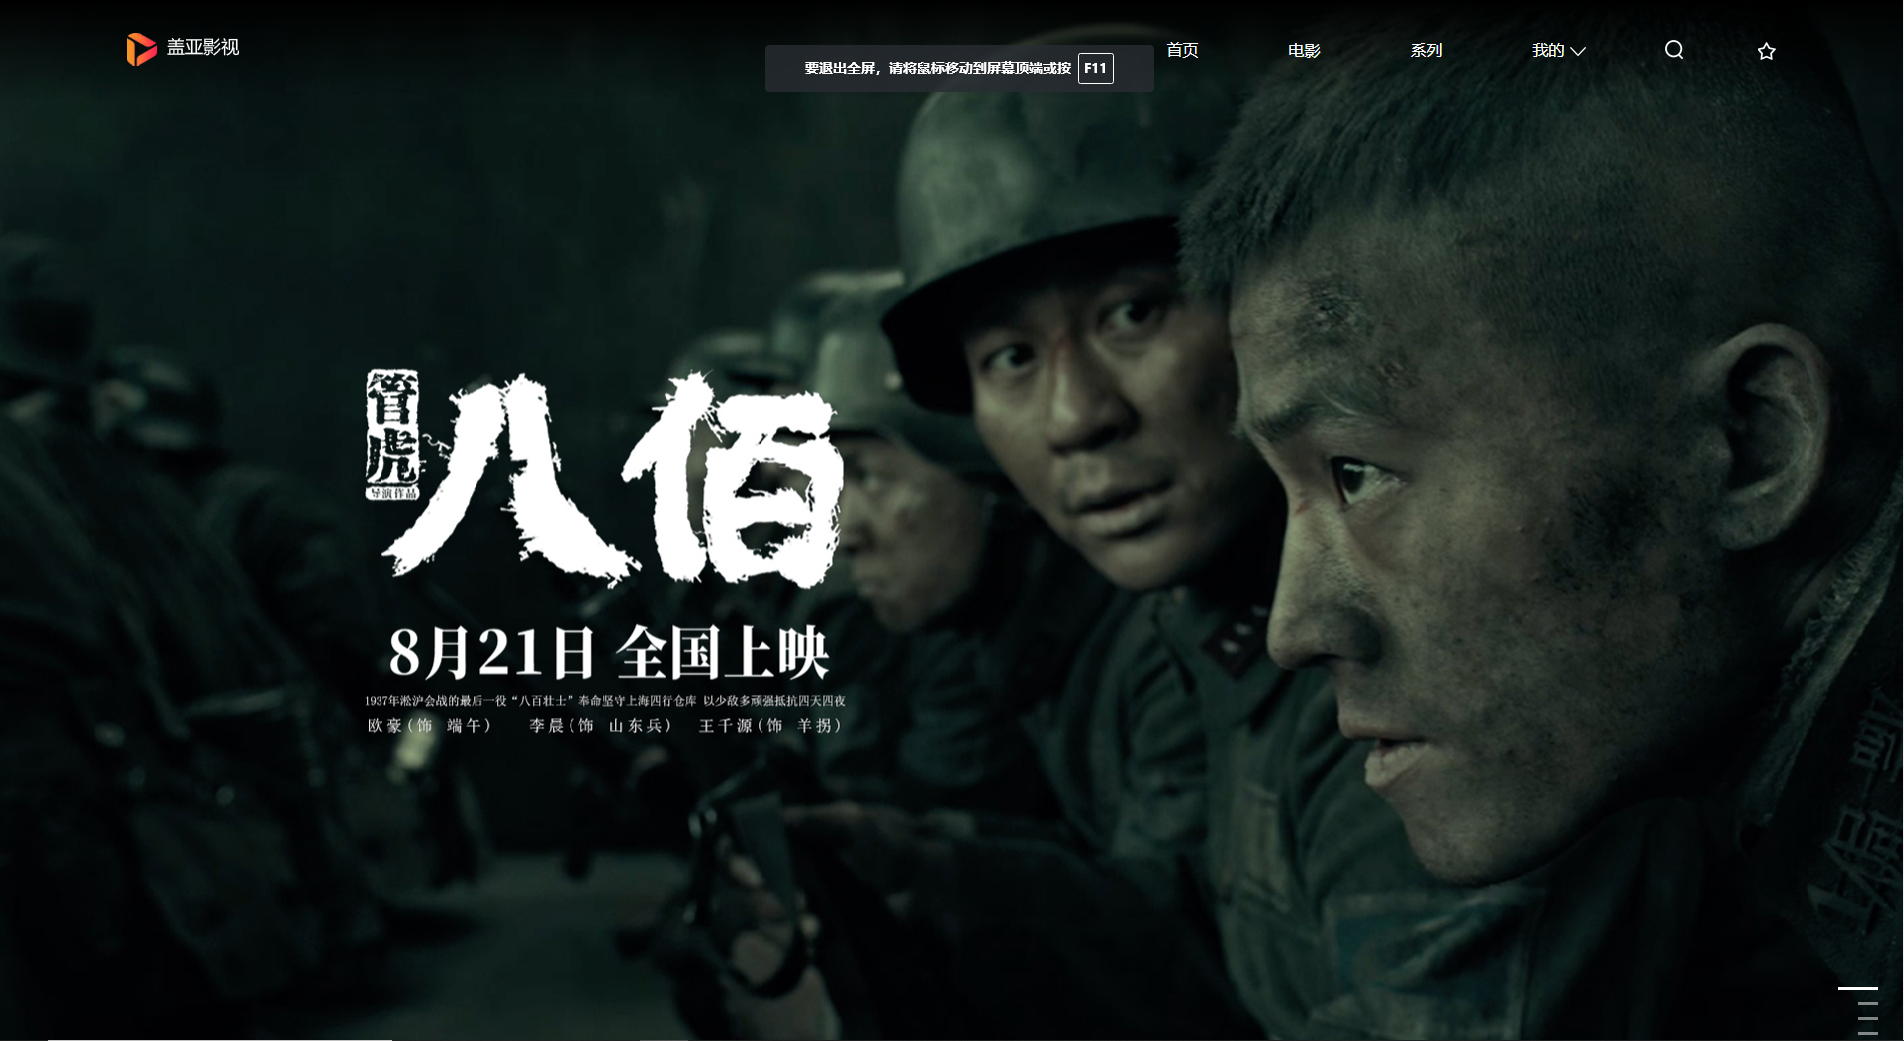 盖亚影视
首页
电影
系列
我的
要退出全屏，请将鼠标移动到屏幕顶端或按 F11
管虎
导演作品
八佰
8月21日 全国上映
1937年淞沪会战的最后一役“八百壮士”奉命坚守上海四行仓库 以少敌多顽强抵抗四天四夜
欧豪(饰 端午) 李晨(饰 山东兵) 王千源(饰 羊拐)